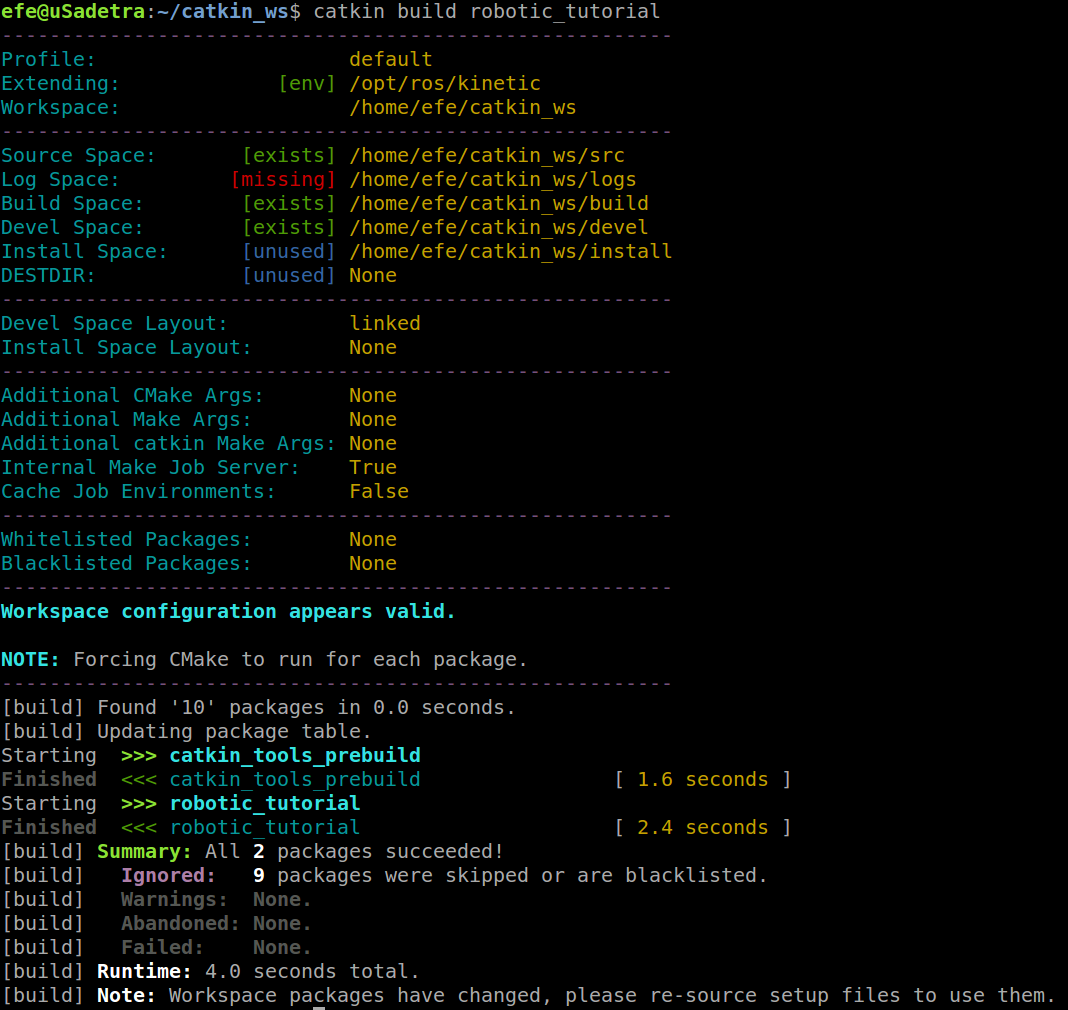 efe@uSadetra:~/catkin_ws$ catkin build robotic_tutorial
--------------------------------------------------------
Profile:                     default
Extending:             [env] /opt/ros/kinetic
Workspace:                   /home/efe/catkin_ws
--------------------------------------------------------
Source Space:       [exists] /home/efe/catkin_ws/src
Log Space:         [missing] /home/efe/catkin_ws/logs
Build Space:        [exists] /home/efe/catkin_ws/build
Devel Space:        [exists] /home/efe/catkin_ws/devel
Install Space:      [unused] /home/efe/catkin_ws/install
DESTDIR:            [unused] None
--------------------------------------------------------
Devel Space Layout:          linked
Install Space Layout:        None
--------------------------------------------------------
Additional CMake Args:       None
Additional Make Args:        None
Additional catkin Make Args: None
Internal Make Job Server:    True
Cache Job Environments:      False
--------------------------------------------------------
Whitelisted Packages:        None
Blacklisted Packages:        None
--------------------------------------------------------
Workspace configuration appears valid.

NOTE: Forcing CMake to run for each package.
--------------------------------------------------------
[build] Found '10' packages in 0.0 seconds.
[build] Updating package table.
Starting  >>> catkin_tools_prebuild
Finished  <<< catkin_tools_prebuild                [ 1.6 seconds ]
Starting  >>> robotic_tutorial
Finished  <<< robotic_tutorial                     [ 2.4 seconds ]
[build] Summary: All 2 packages succeeded!
[build]   Ignored:   9 packages were skipped or are blacklisted.
[build]   Warnings:  None.
[build]   Abandoned: None.
[build]   Failed:    None.
[build] Runtime: 4.0 seconds total.
[build] Note: Workspace packages have changed, please re-source setup files to use them.